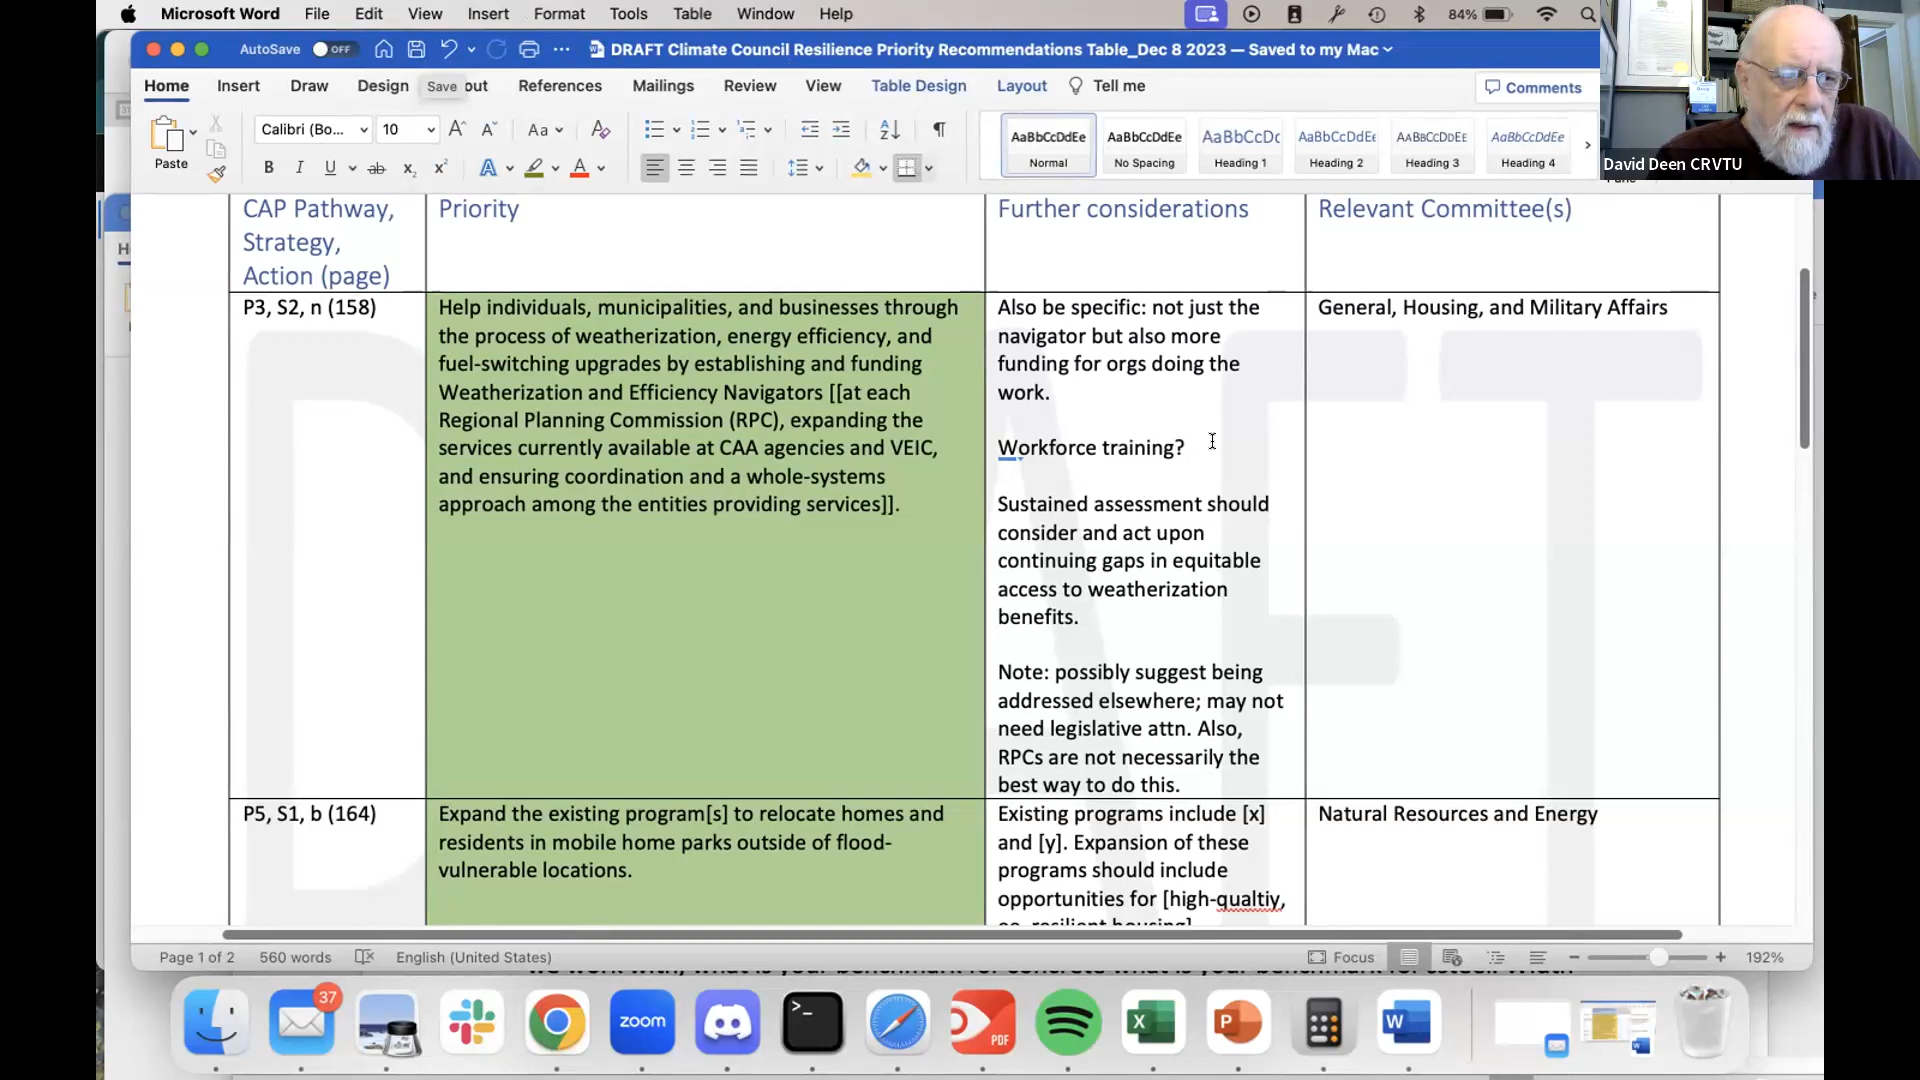 Microsoft Word File Edit View Insert Format Tools Table Window Help 84%
AutoSave OFF DRAFT Climate Council Resilience Priority Recommendations Table_Dec 8 2023 — Saved to my Mac
Home Insert Draw Design Save out References Mailings Review View Table Design Layout Tell me Comments
Paste
Calibri (Bo... 10
AaBbCcDdEe Normal
AaBbCcDdEe No Spacing
AaBbCcDc Heading 1
AaBbCcDdEe Heading 2
AaBbCcDdEe Heading 3
AaBbCcDdEe Heading 4
David Deen CRVTU
CAP Pathway,
Strategy,
Action (page)
Priority
Further considerations
Relevant Committee(s)
P3, S2, n (158)
Help individuals, municipalities, and businesses through
the process of weatherization, energy efficiency, and
fuel-switching upgrades by establishing and funding
Weatherization and Efficiency Navigators [[at each
Regional Planning Commission (RPC), expanding the
services currently available at CAA agencies and VEIC,
and ensuring coordination and a whole-systems
approach among the entities providing services]].
Also be specific: not just the
navigator but also more
funding for orgs doing the
work.
Workforce training?
Sustained assessment should
consider and act upon
continuing gaps in equitable
access to weatherization
benefits.
Note: possibly suggest being
addressed elsewhere; may not
need legislative attn. Also,
RPCs are not necessarily the
best way to do this.
General, Housing, and Military Affairs
P5, S1, b (164)
Expand the existing program[s] to relocate homes and
residents in mobile home parks outside of flood-
vulnerable locations.
Existing programs include [x]
and [y]. Expansion of these
programs should include
opportunities for [high-qualtiy,
Natural Resources and Energy
DRAFT
Page 1 of 2 560 words English (United States) Focus 192%
37
zoom
PDF